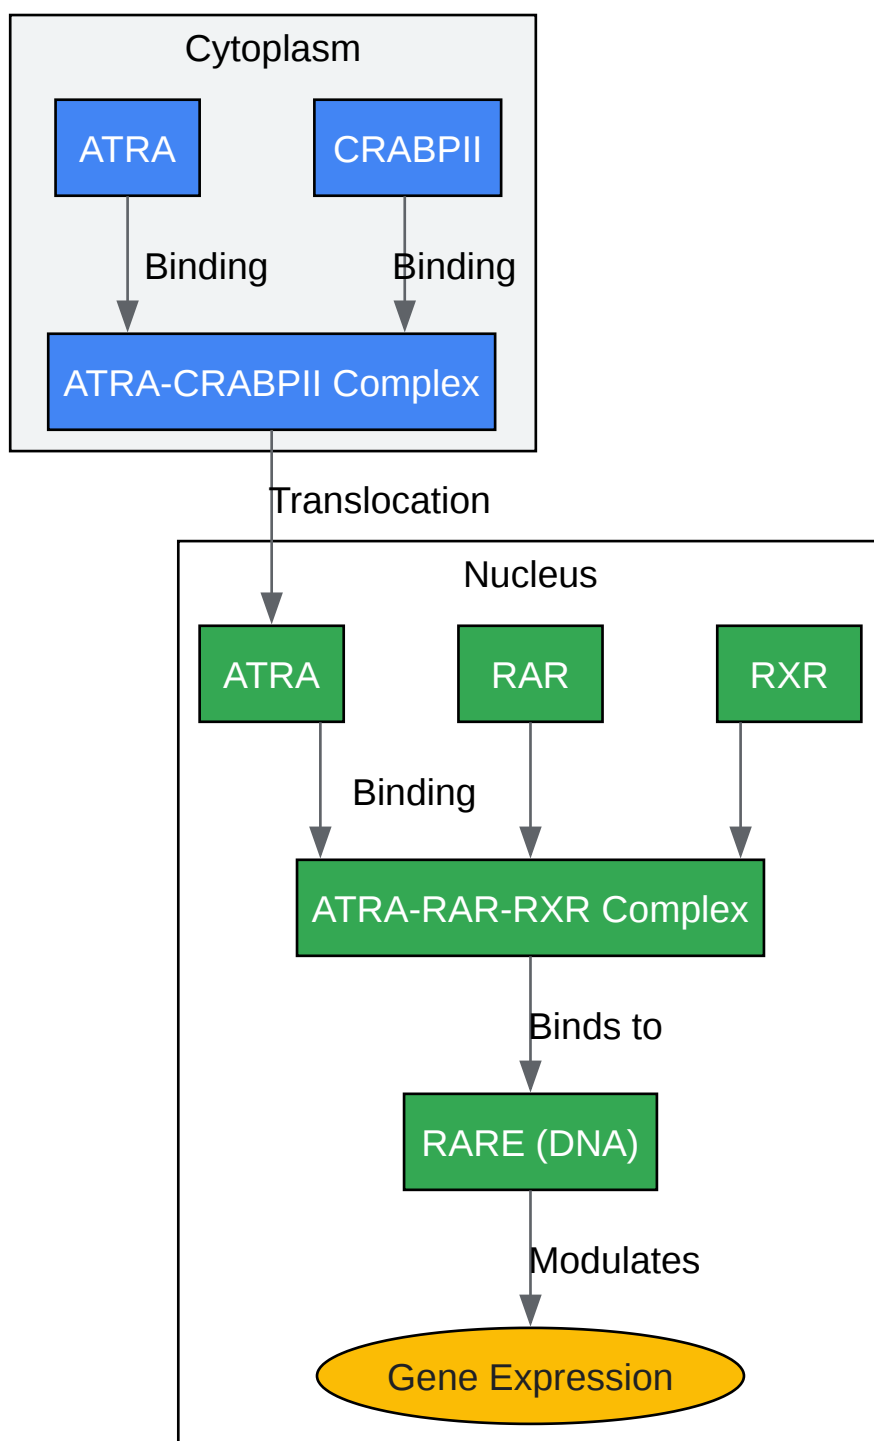 Cytoplasm
ATRA
CRABPII
Binding
Binding
ATRA-CRABPII Complex
Translocation
Nucleus
ATRA
RAR
RXR
Binding
ATRA-RAR-RXR Complex
Binds to
RARE (DNA)
Modulates
Gene Expression